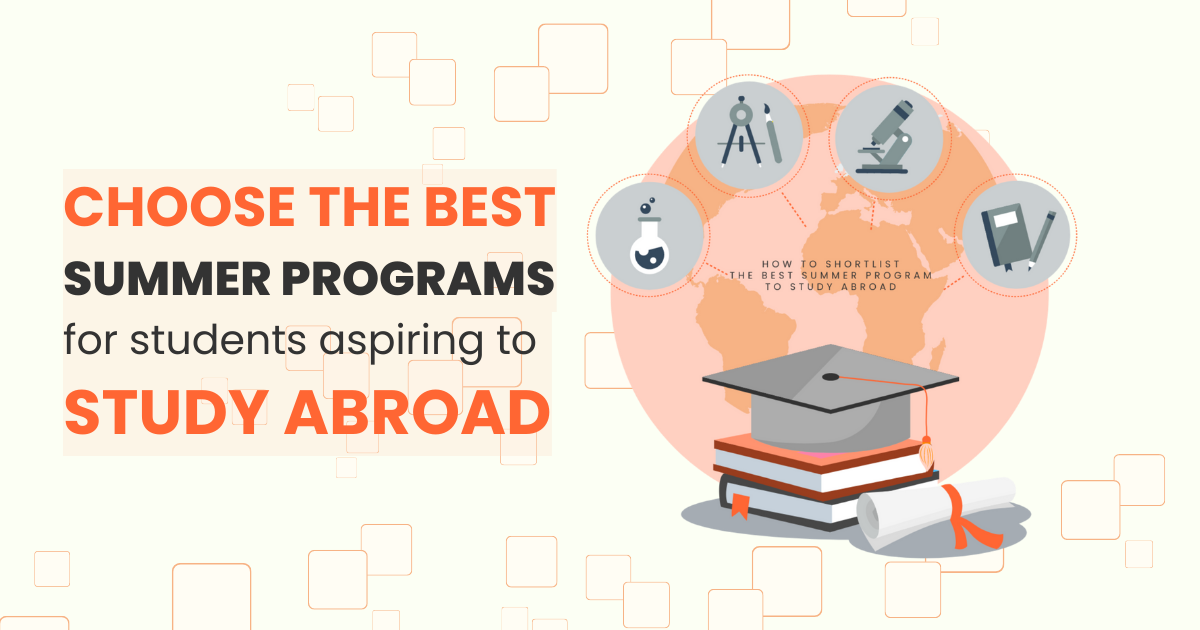 CHOOSE THE BEST
SUMMER PROGRAMS
for students aspiring to
STUDY ABROAD
HOW TO SHORTLIST
THE BEST SUMMER PROGRAM
TO STUDY ABROAD